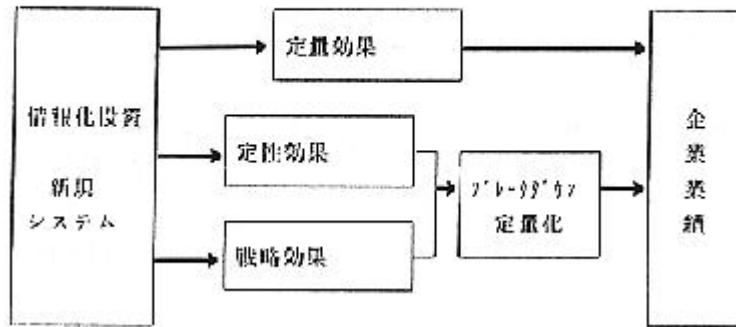 情報化投資
新規
システム
定量効果
定性効果
戦略効果
ﾌﾞﾚｰｸﾀﾞｳﾝ
定量化
企業業績